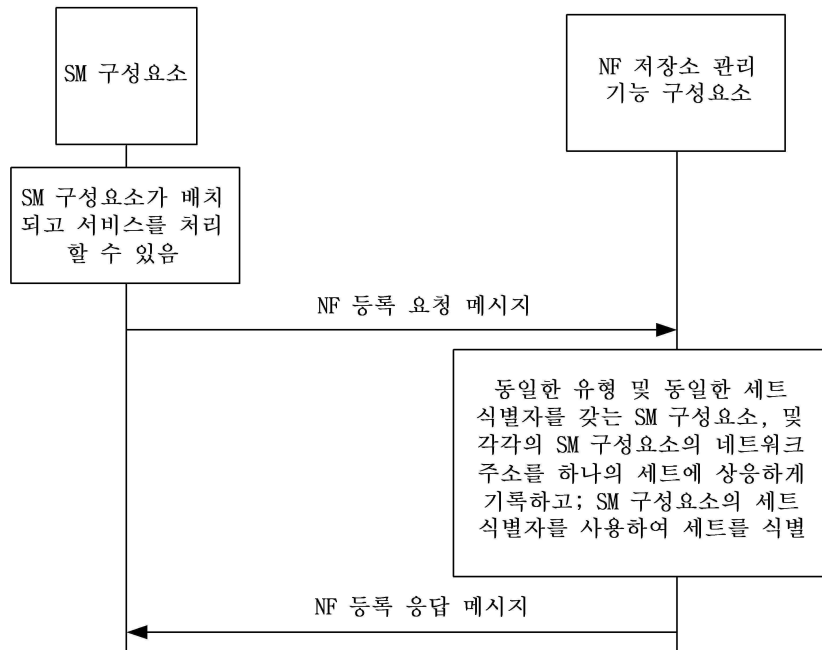 SM 구성요소
NF 저장소 관리
기능 구성요소
SM 구성요소가 배치
되고 서비스를 처리
할 수 있음
NF 등록 요청 메시지
동일한 유형 및 동일한 세트
식별자를 갖는 SM 구성요소, 및
각각의 SM 구성요소의 네트워크
주소를 하나의 세트에 상응하게
기록하고; SM 구성요소의 세트
식별자를 사용하여 세트를 식별
NF 등록 응답 메시지